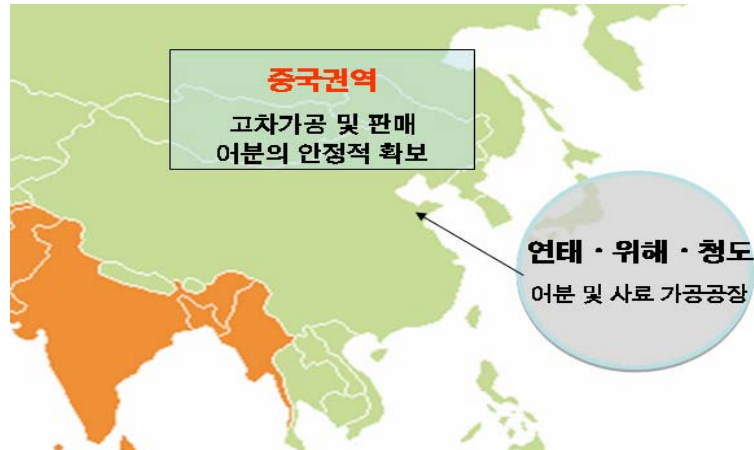 중국권역
고차가공 및 판매
어분의 안정적 확보
연태・위해・청도
어분 및 사료 가공공장